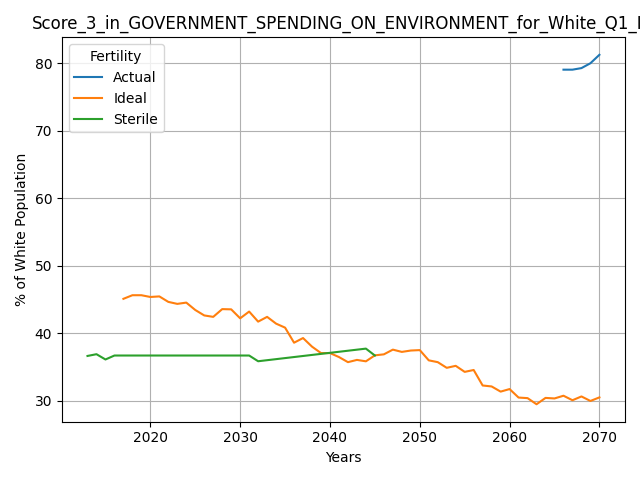 Score_3_in_GOVERNMENT_SPENDING_ON_ENVIRONMENT_for_White_Q1_
Fertility
Actual
Ideal
Sterile
% of White Population
80
70
60
50
40
30
2020 2030 2040 2050 2060 2070
Years